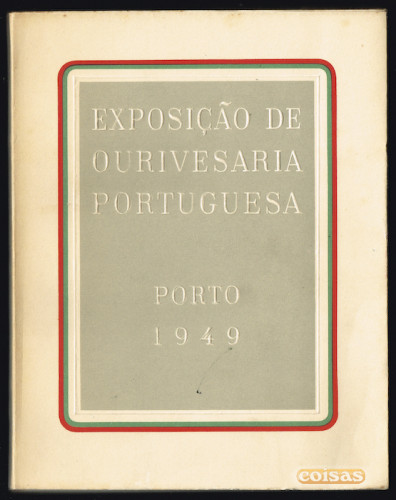 EXPOSIÇÃO DE
OURIVESARIA
PORTUGUESA
PORTO
1949
coisas